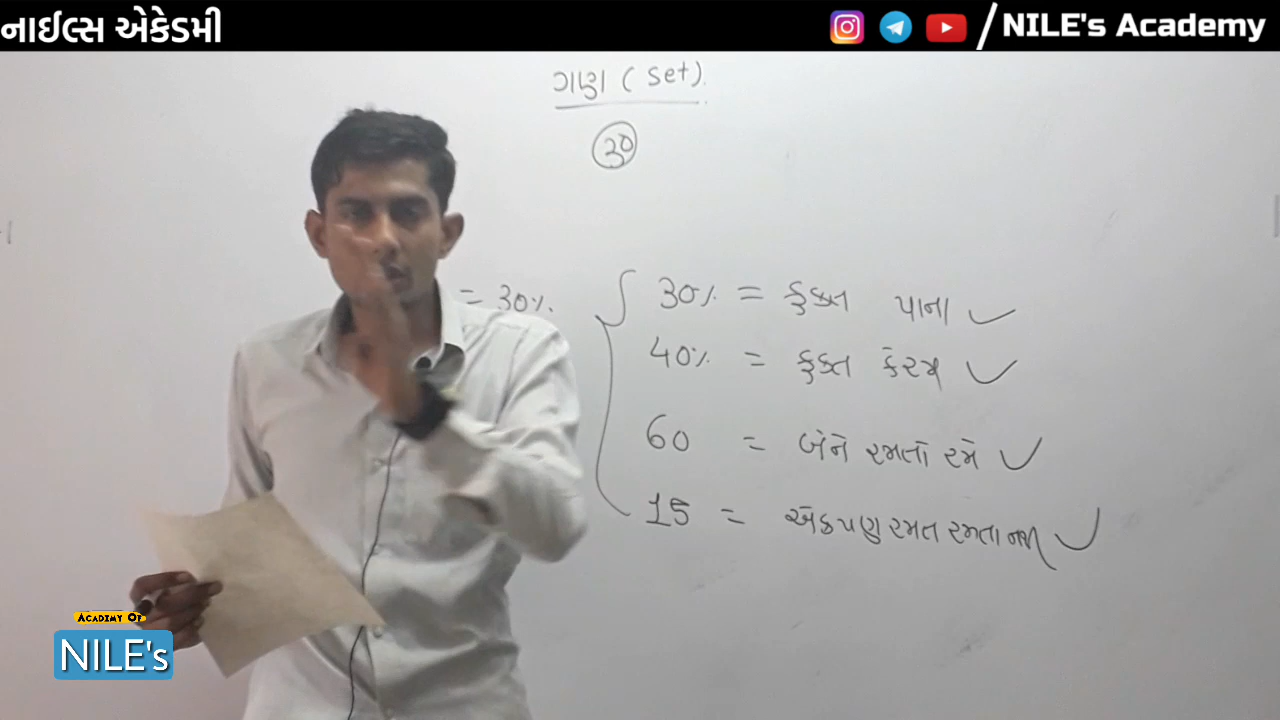 નાઈલ્સ એકેડમી
/NILE's Academy
ગણ (Set).
30
= 30%.
30% = ફક્ત પાના ✓
40% = ફક્ત કેરમ ✓
60 = બંને રમતો રમે ✓
15 = એકપણ રમત રમતા નથી ✓
ACADEMY OF
NILE's